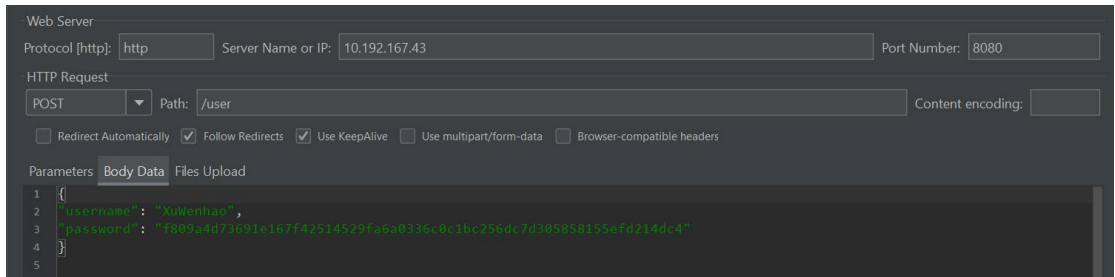 Web Server
Protocol [http]: http Server Name or IP: 10.192.167.43 Port Number: 8080
HTTP Request
POST Path: /user Content encoding:
Redirect Automatically Follow Redirects Use KeepAlive Use multipart/form-data Browser-compatible headers
Parameters Body Data Files Upload
1 {
2 "username": "XuWenhao",
3 "password": "f809a4d73691e167f42514529fa6a0336c0c1bc256dc7d305858155efd214dc4"
4 }
5